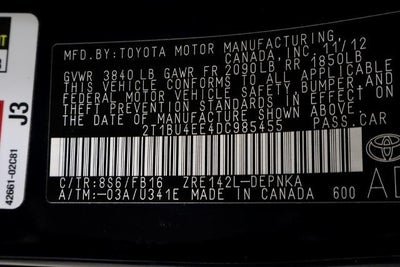 MFD.BY:TOYOTA MOTOR MANUFACTURING,
CANADA, INC. 11/12
GVWR 3840 LB GAWR FR 2090LB, RR 1850LB
THIS VEHICLE CONFORMS TO ALL APPLICABLE
FEDERAL MOTOR VEHICLE SAFETY, BUMPER, AND
THEFT PREVENTION STANDARDS IN EFFECT ON
THE DATE OF MANUFACTURE SHOWN ABOVE.
2T1BU4EE4DC985455 PASS.CAR
C/TR:8S6/FB16 ZRE142L-DEPNKA
A/TM:-03A/U341E MADE IN CANADA 600
TOYOTA
J3
42661-02C81